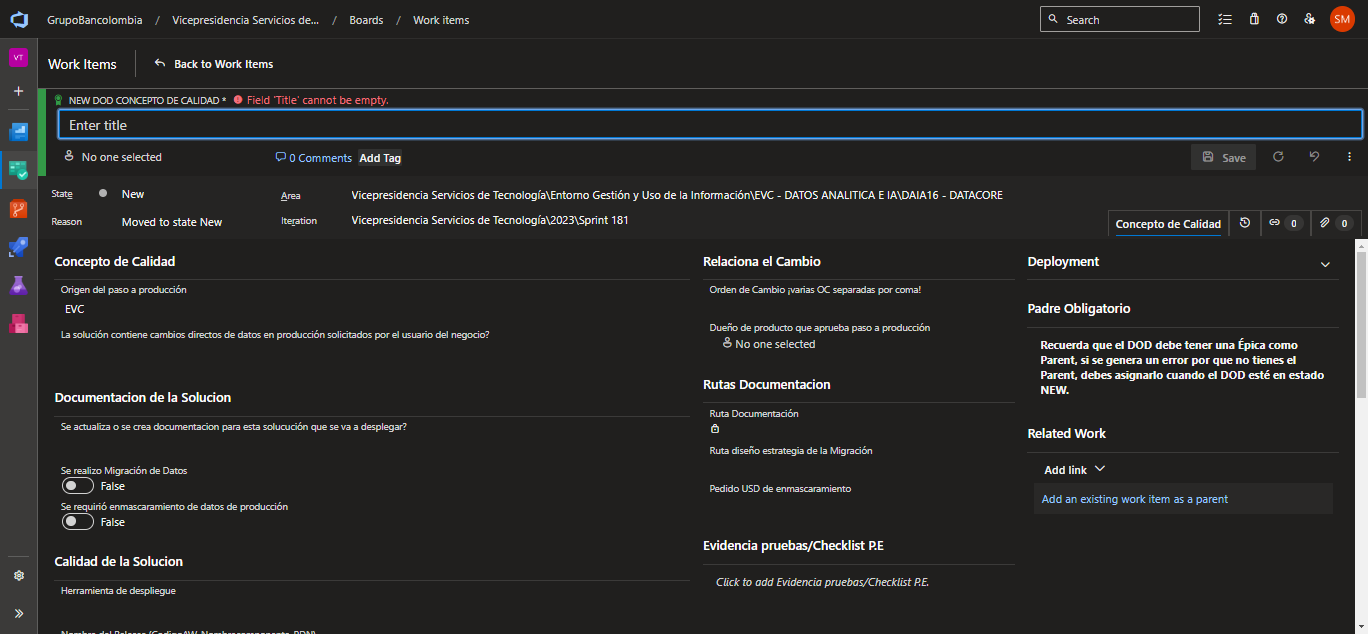 GrupoBancolombia / Vicepresidencia Servicios de... / Boards / Work items
Search
SM
VT
Work Items
Back to Work Items
NEW DOD CONCEPTO DE CALIDAD * Field 'Title' cannot be empty.
Enter title
No one selected
0 Comments Add Tag
Save
State New
Area Vicepresidencia Servicios de Tecnología\Entorno Gestión y Uso de la Información\EVC - DATOS ANALITICA E IA\DAIA16 - DATACORE
Reason Moved to state New
Iteration Vicepresidencia Servicios de Tecnología\2023\Sprint 181
Concepto de Calidad 0 0
Concepto de Calidad
Origen del paso a producción
EVC
La solución contiene cambios directos de datos en producción solicitados por el usuario del negocio?
Documentacion de la Solucion
Se actualiza o se crea documentacion para esta solucución que se va a desplegar?
Se realizo Migración de Datos
False
Se requirió enmascaramiento de datos de producción
False
Calidad de la Solucion
Herramienta de despliegue
Relaciona el Cambio
Orden de Cambio ¡varias OC separadas por coma!
Dueño de producto que aprueba paso a producción
No one selected
Rutas Documentacion
Ruta Documentación
Ruta diseño estrategia de la Migración
Pedido USD de enmascaramiento
Evidencia pruebas/Checklist P.E
Click to add Evidencia pruebas/Checklist P.E.
Deployment
Padre Obligatorio
Recuerda que el DOD debe tener una Épica como
Parent, si se genera un error por que no tienes el
Parent, debes asignarlo cuando el DOD esté en estado
NEW.
Related Work
Add link
Add an existing work item as a parent